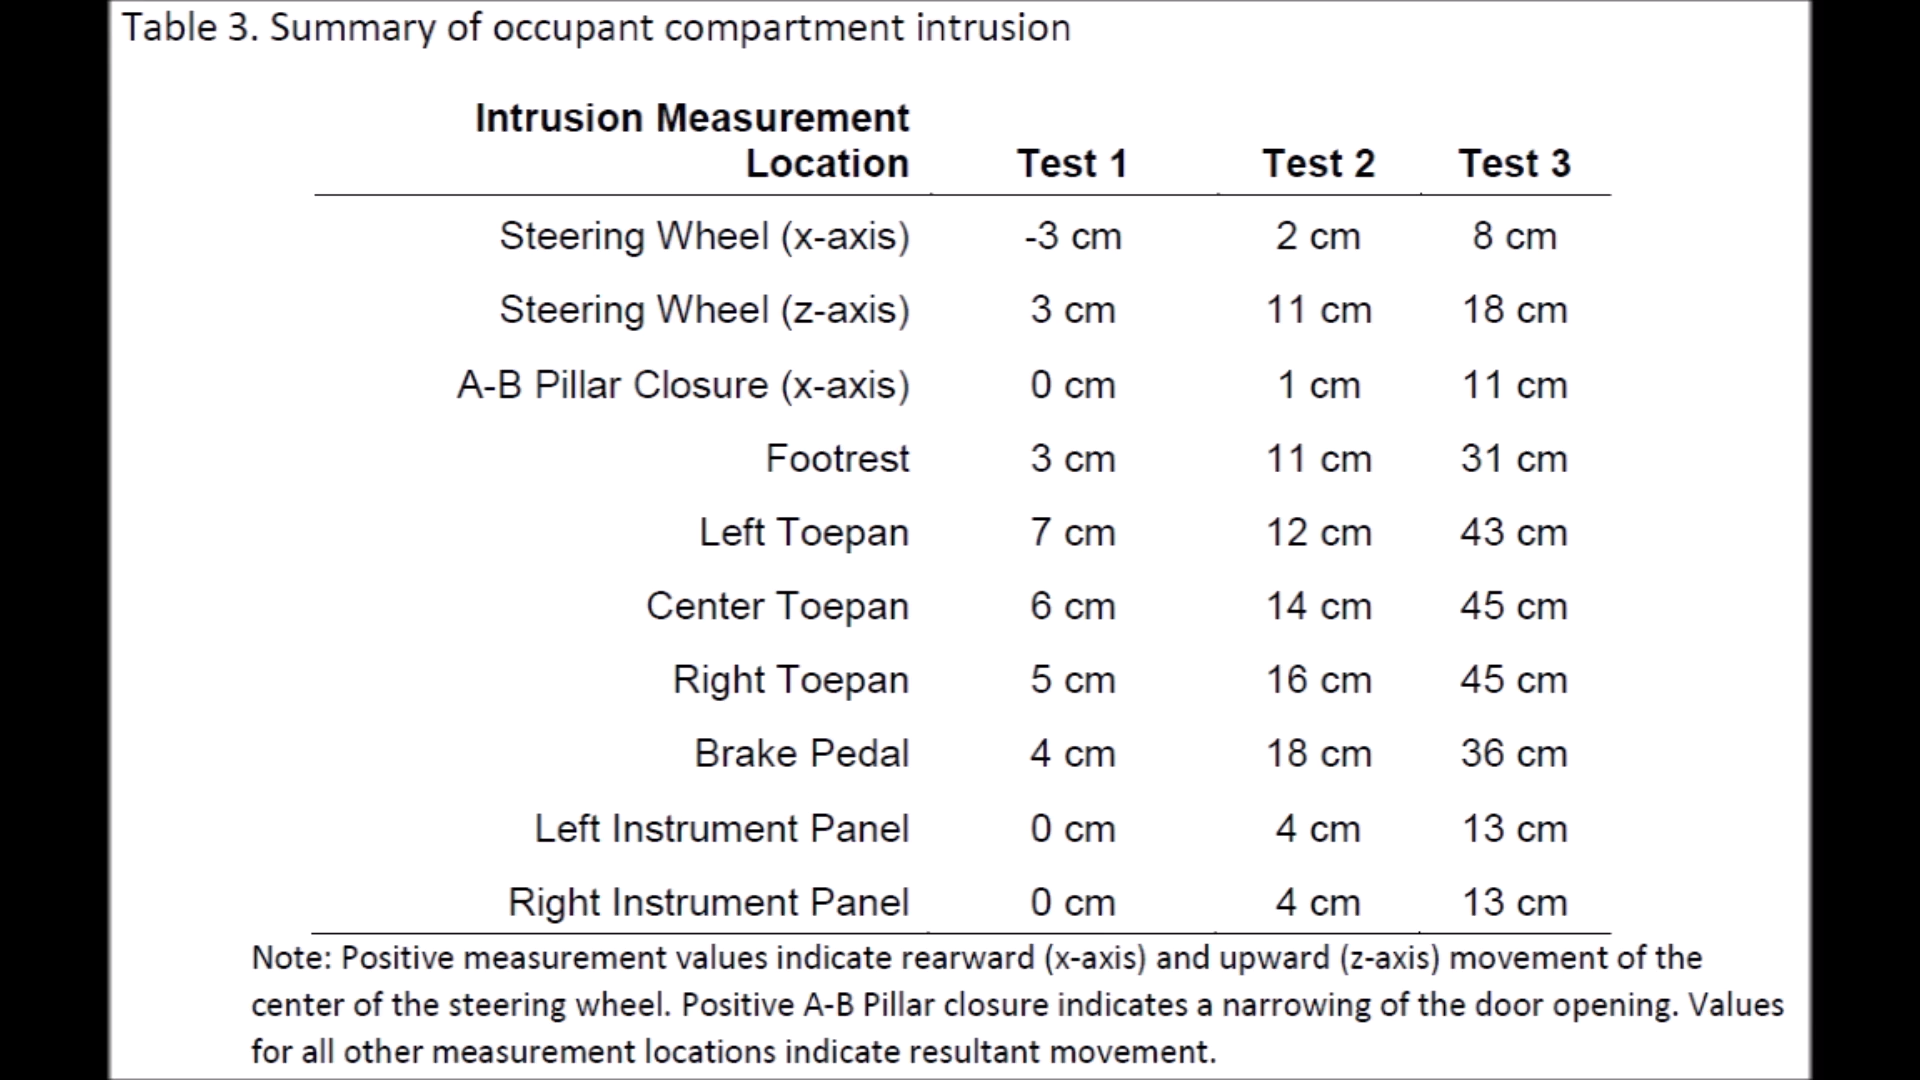 Table 3. Summary of occupant compartment intrusion
Intrusion Measurement
Location Test 1 Test 2 Test 3
Steering Wheel (x-axis) -3 cm 2 cm 8 cm
Steering Wheel (z-axis) 3 cm 11 cm 18 cm
A-B Pillar Closure (x-axis) 0 cm 1 cm 11 cm
Footrest 3 cm 11 cm 31 cm
Left Toepan 7 cm 12 cm 43 cm
Center Toepan 6 cm 14 cm 45 cm
Right Toepan 5 cm 16 cm 45 cm
Brake Pedal 4 cm 18 cm 36 cm
Left Instrument Panel 0 cm 4 cm 13 cm
Right Instrument Panel 0 cm 4 cm 13 cm
Note: Positive measurement values indicate rearward (x-axis) and upward (z-axis) movement of the
center of the steering wheel. Positive A-B Pillar closure indicates a narrowing of the door opening. Values
for all other measurement locations indicate resultant movement.